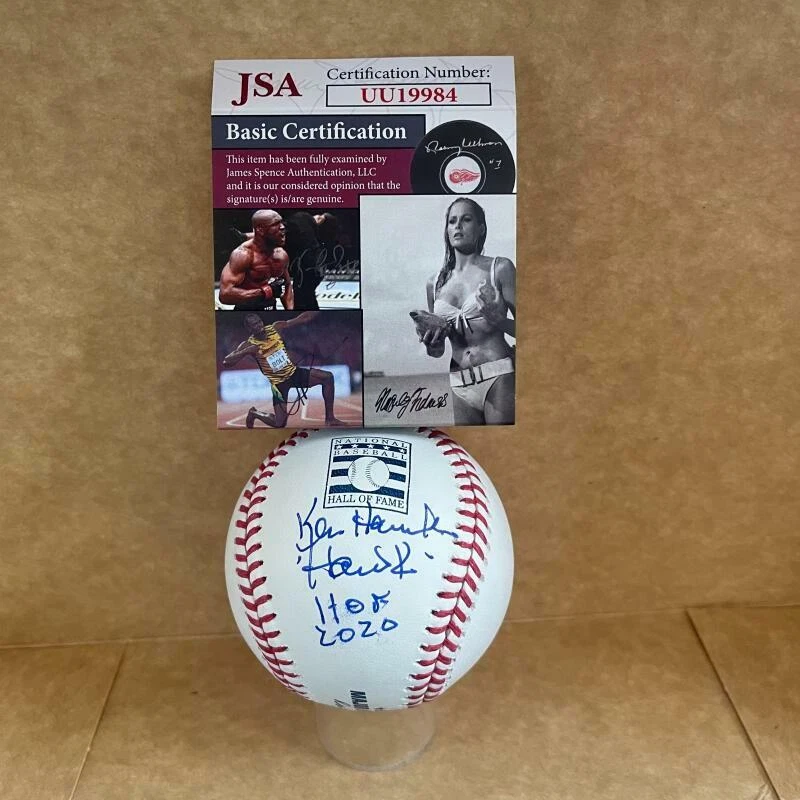 JSA
Certification Number:
UU19984
Basic Certification
This item has been fully examined by
James Spence Authentication, LLC
and it is our considered opinion that the
signature(s) is/are genuine.
BOLT
NATIONAL
BASEBALL
HALL OF FAME
Ken Harrelson
"Hawk"
HOF
2020